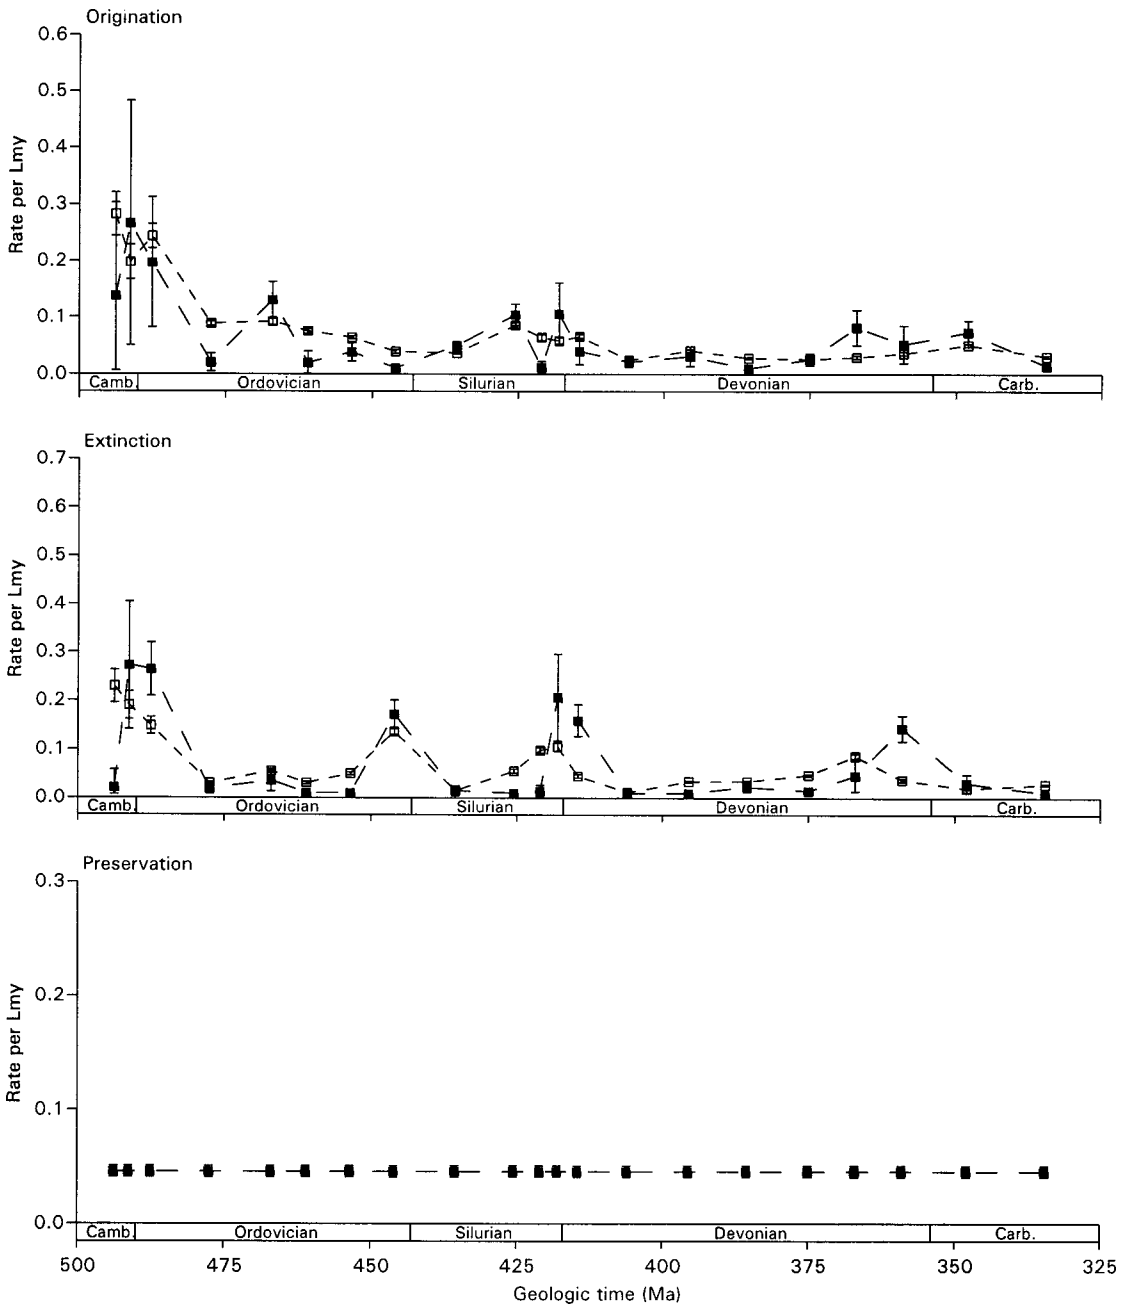 Origination
0.6
0.5
0.4
0.3
0.2
0.1
0.0
Rate per Lmy
Camb. Ordovician Silurian Devonian Carb.
Extinction
0.7
0.6
0.5
0.4
0.3
0.2
0.1
0.0
Rate per Lmy
Camb. Ordovician Silurian Devonian Carb.
Preservation
0.3
0.2
0.1
0.0
Rate per Lmy
Camb. Ordovician Silurian Devonian Carb.
500 475 450 425 400 375 350 325
Geologic time (Ma)